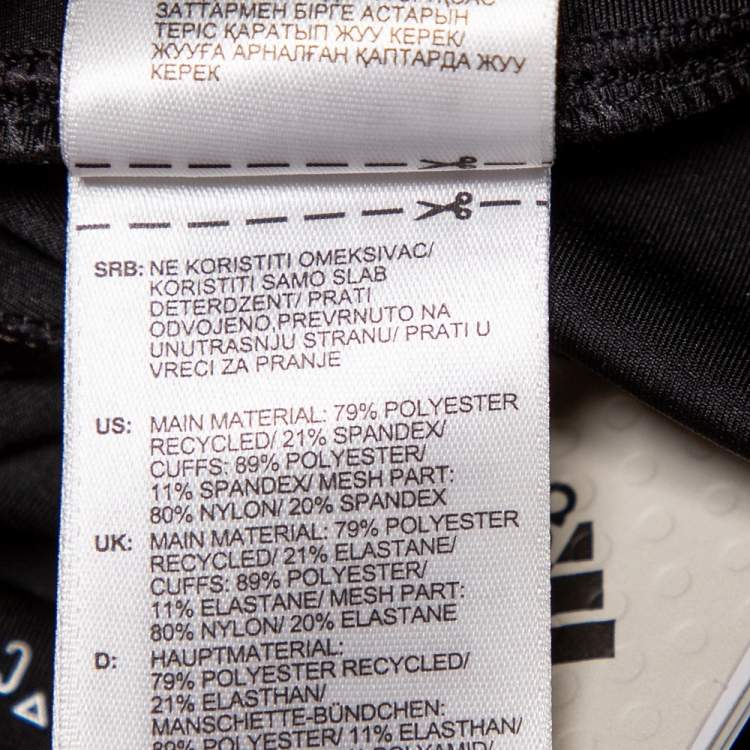 ЗАТТАРМЕН БІРГЕ АСТАРЫН
ТЕРІС ҚАРАТЫП ЖУУ КЕРЕК/
ЖУУҒА АРНАЛҒАН ҚАПТАРДА ЖУУ
КЕРЕК
SRB: NE KORISTITI OMEKSIVAC/
KORISTITI SAMO SLAB
DETERDZENT/ PRATI
ODVOJENO,PREVRNUTO NA
UNUTRASNJU STRANU/ PRATI U
VRECI ZA PRANJE
US: MAIN MATERIAL: 79% POLYESTER
RECYCLED/ 21% SPANDEX/
CUFFS: 89% POLYESTER/
11% SPANDEX/ MESH PART:
80% NYLON/ 20% SPANDEX
UK: MAIN MATERIAL: 79% POLYESTER
RECYCLED/ 21% ELASTANE/
CUFFS: 89% POLYESTER/
11% ELASTANE/ MESH PART:
80% NYLON/ 20% ELASTANE
D: HAUPTMATERIAL:
79% POLYESTER RECYCLED/
21% ELASTHAN/
MANSCHETTE-BÜNDCHEN:
89% POLYESTER/ 11% ELASTHAN/